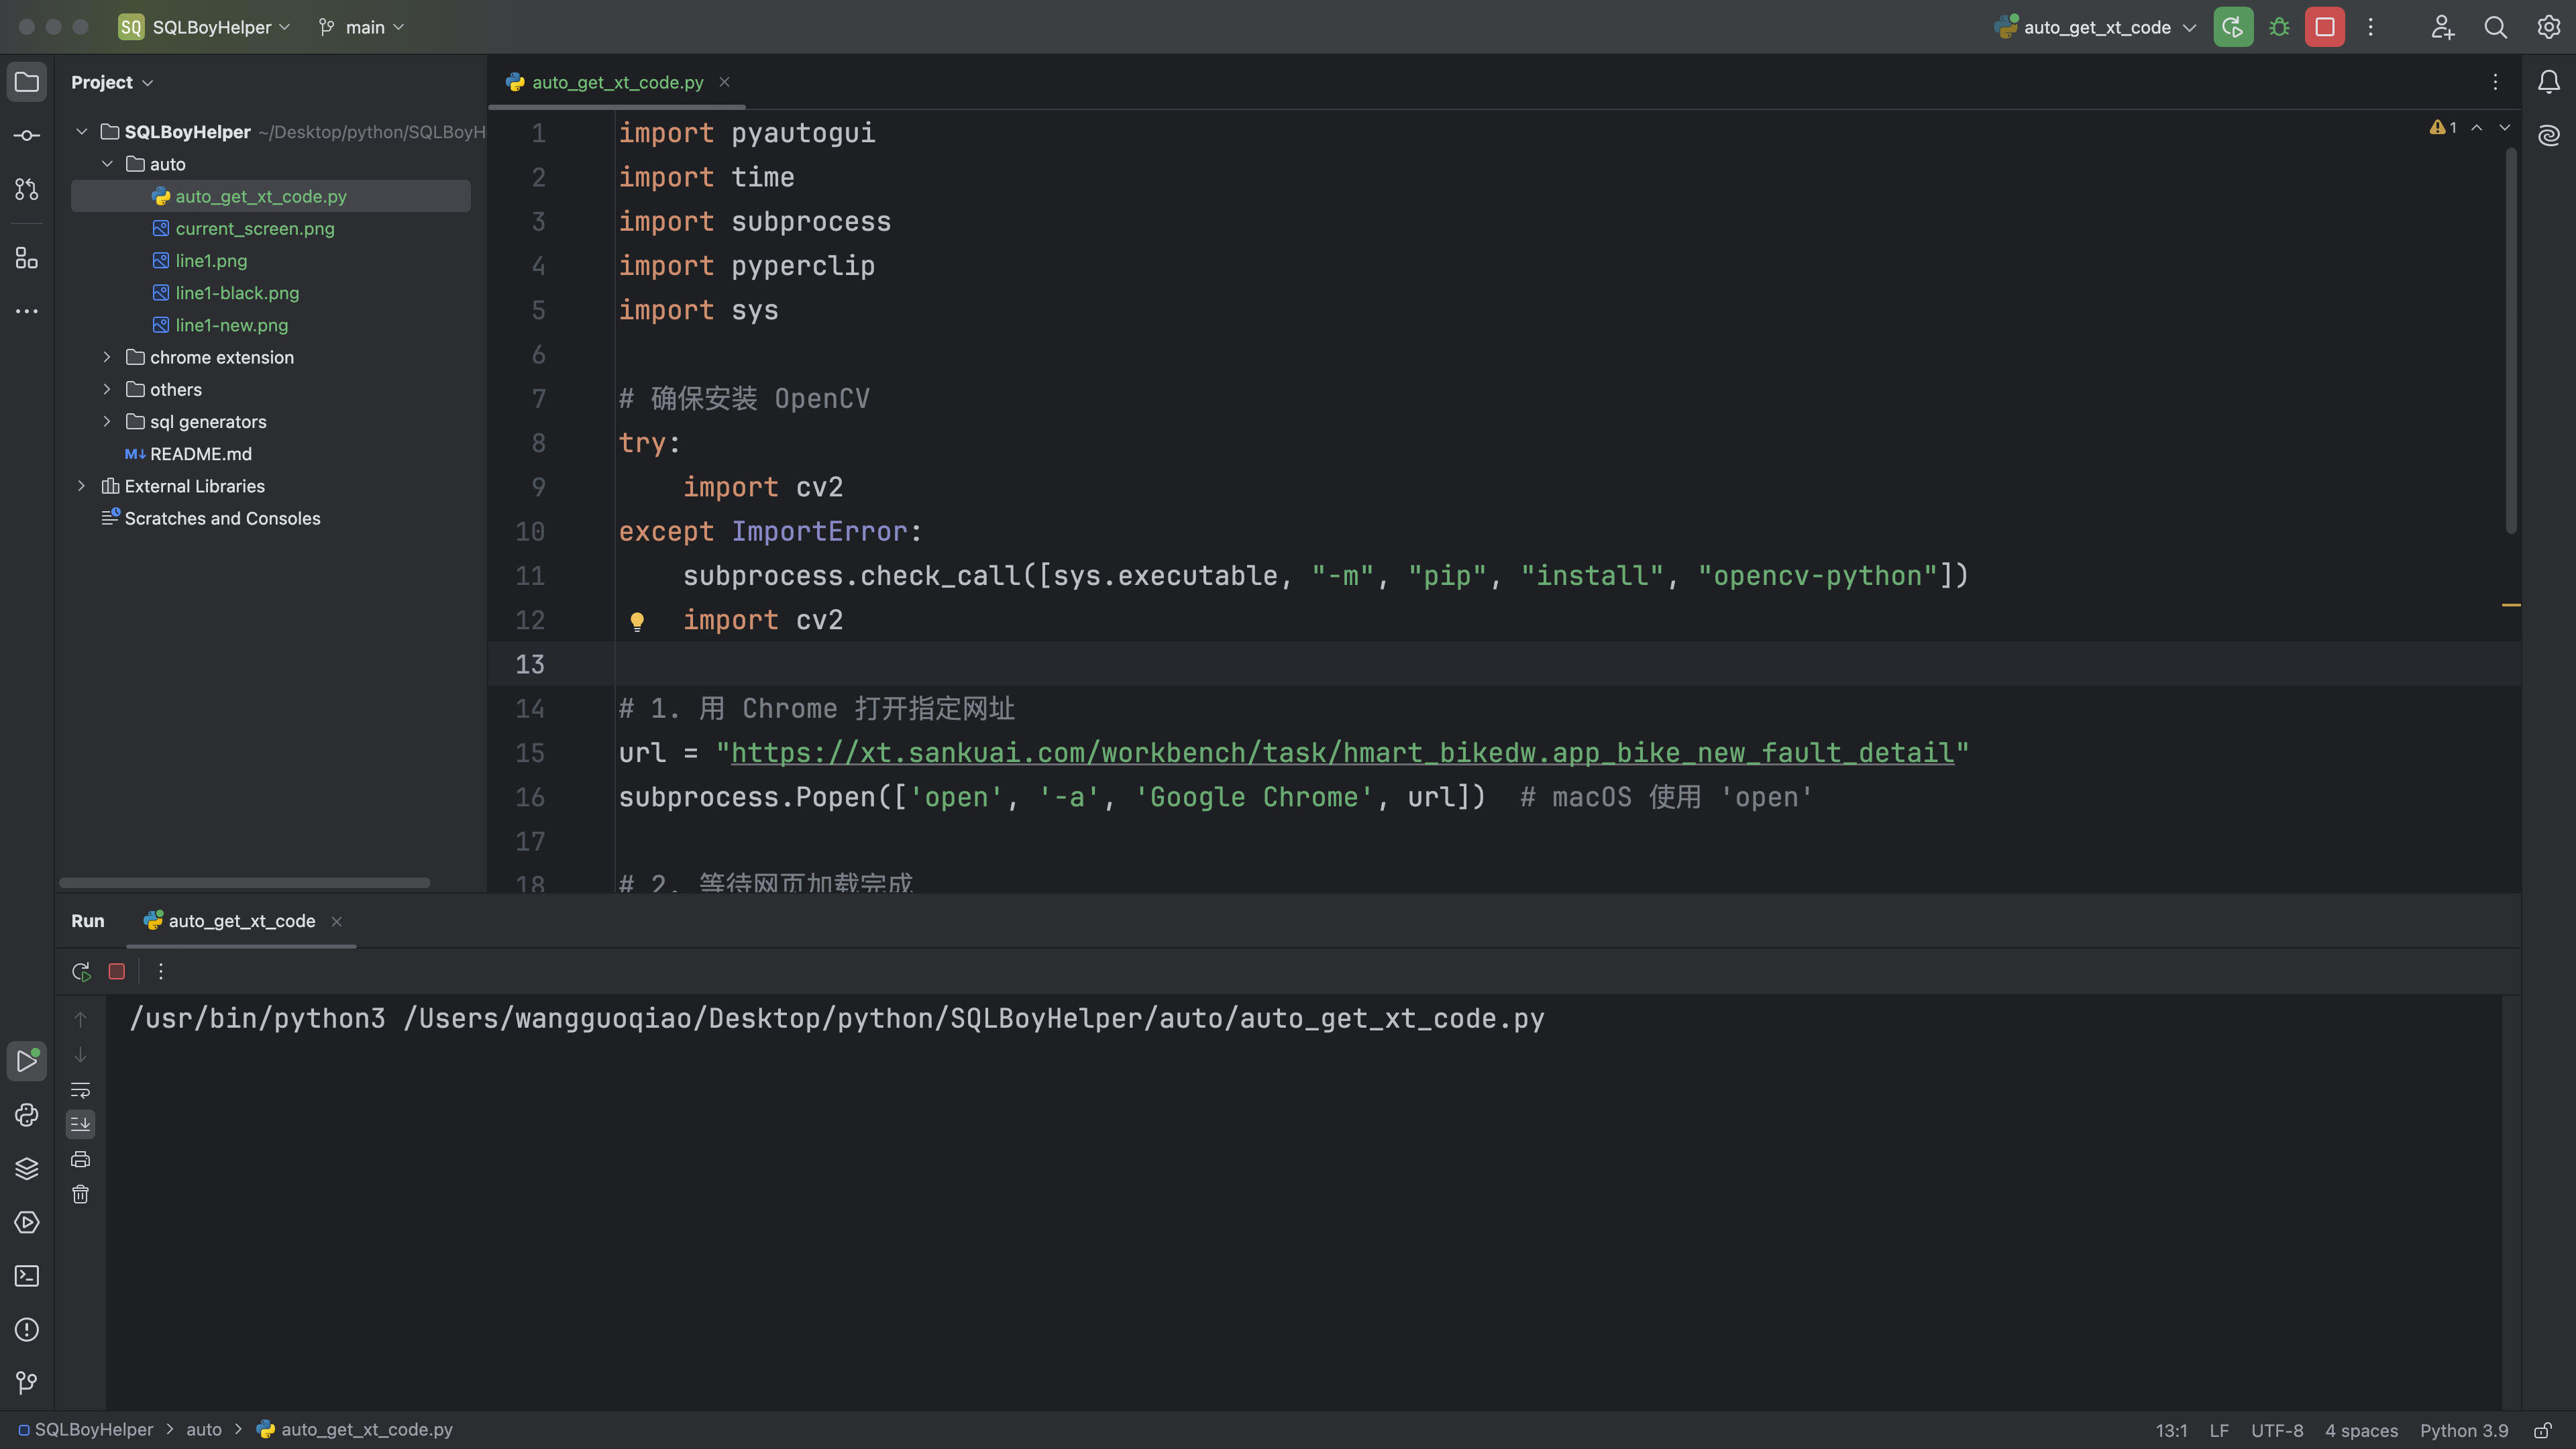 SQ SQLBoyHelper main auto_get_xt_code
Project
auto_get_xt_code.py
SQLBoyHelper ~/Desktop/python/SQLBoyH
auto
auto_get_xt_code.py
current_screen.png
line1.png
line1-black.png
line1-new.png
chrome extension
others
sql generators
M↓ README.md
External Libraries
Scratches and Consoles
1
1 import pyautogui
2 import time
3 import subprocess
4 import pyperclip
5 import sys
6
7 # 确保安装 OpenCV
8 try:
9 import cv2
10 except ImportError:
11 subprocess.check_call([sys.executable, "-m", "pip", "install", "opencv-python"])
12 import cv2
13
14 # 1. 用 Chrome 打开指定网址
15 url = "https://xt.sankuai.com/workbench/task/hmart_bikedw.app_bike_new_fault_detail"
16 subprocess.Popen(['open', '-a', 'Google Chrome', url]) # macOS 使用 'open'
17
18 # 2. 等待网页加载完成
Run auto_get_xt_code
/usr/bin/python3 /Users/wangguoqiao/Desktop/python/SQLBoyHelper/auto/auto_get_xt_code.py
SQLBoyHelper > auto > auto_get_xt_code.py
13:1 LF UTF-8 4 spaces Python 3.9